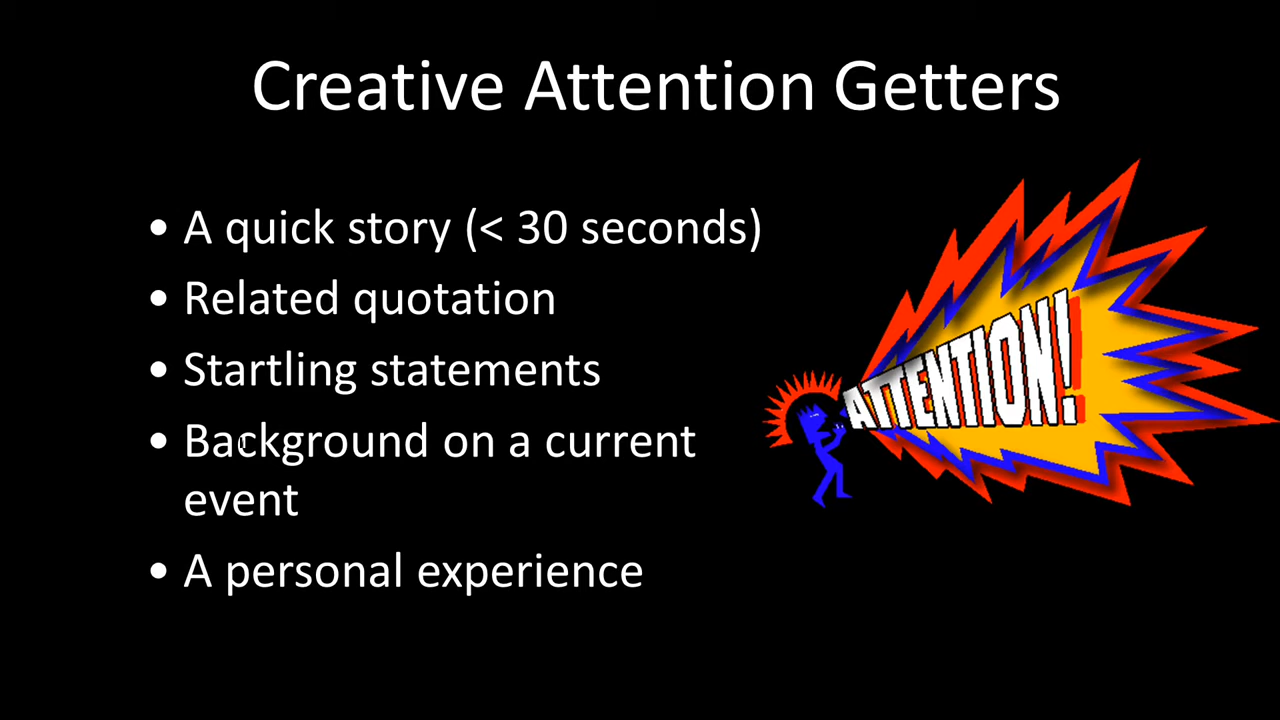 Creative Attention Getters
• A quick story (< 30 seconds)
• Related quotation
• Startling statements
• Background on a current
event
• A personal experience
ATTENTION!